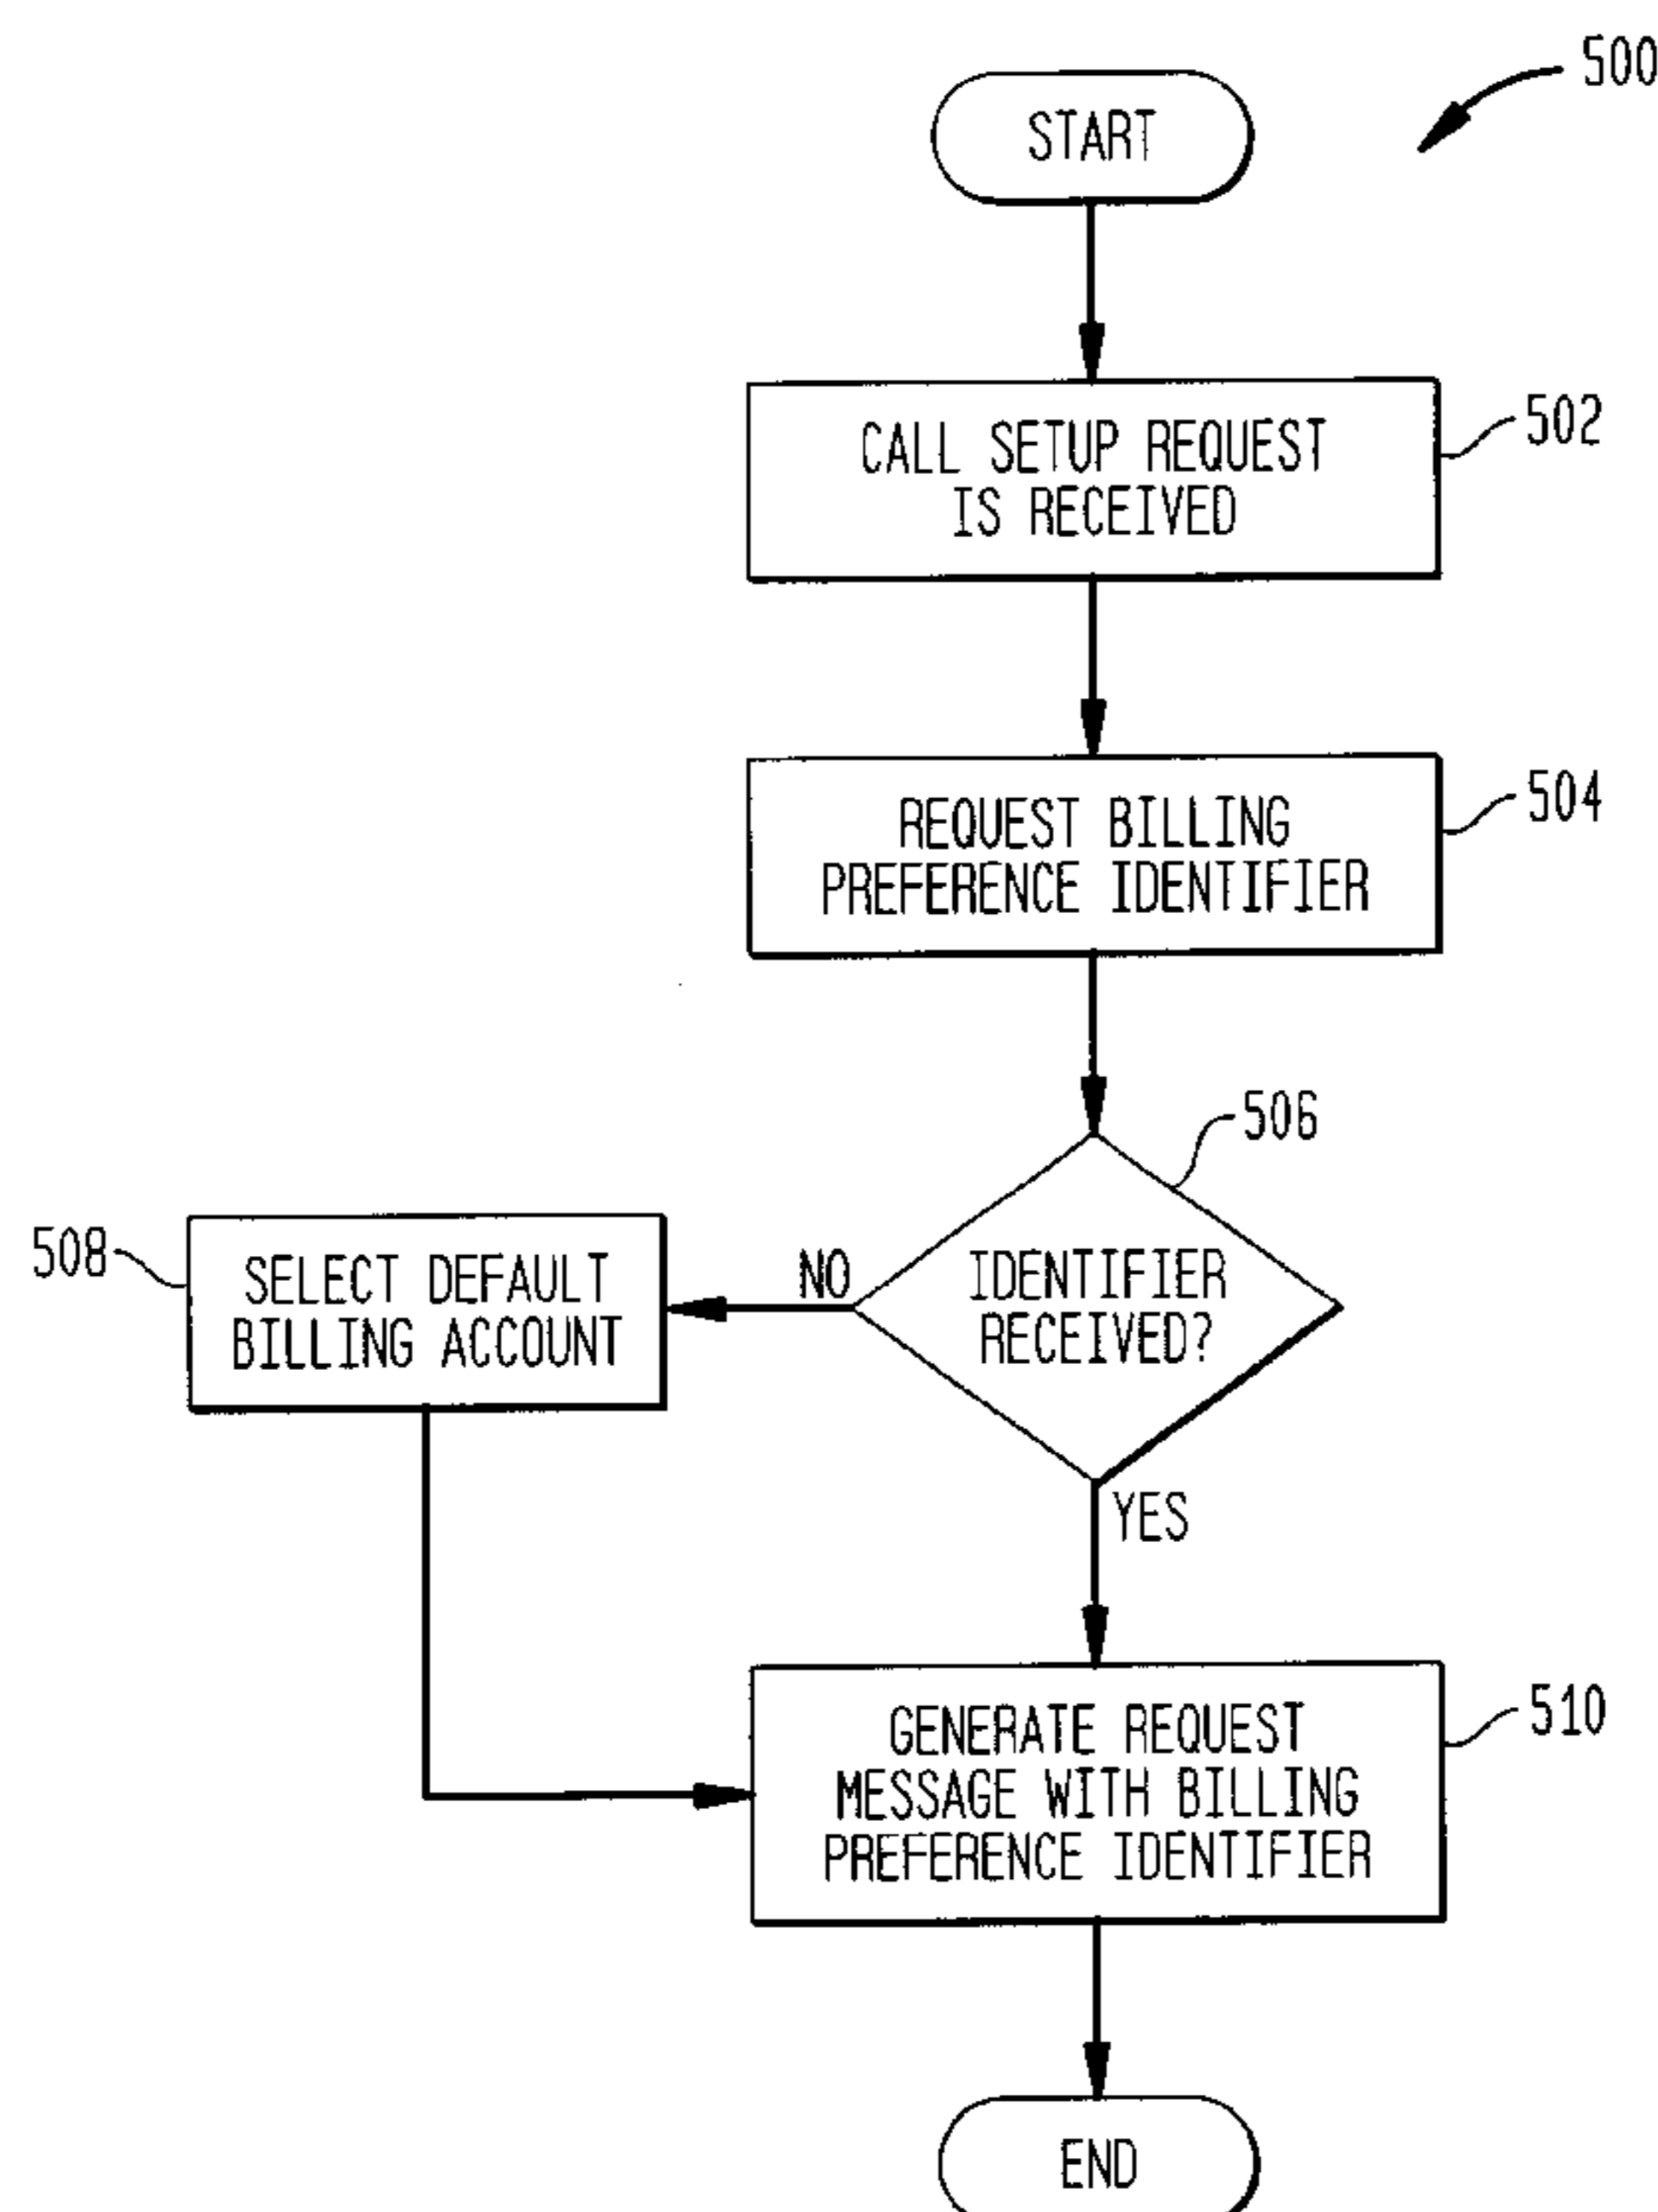 500
START
CALL SETUP REQUEST
IS RECEIVED
502
REQUEST BILLING
PREFERENCE IDENTIFIER
504
506
IDENTIFIER
RECEIVED?
NO
508
SELECT DEFAULT
BILLING ACCOUNT
YES
GENERATE REQUEST
MESSAGE WITH BILLING
PREFERENCE IDENTIFIER
510
END